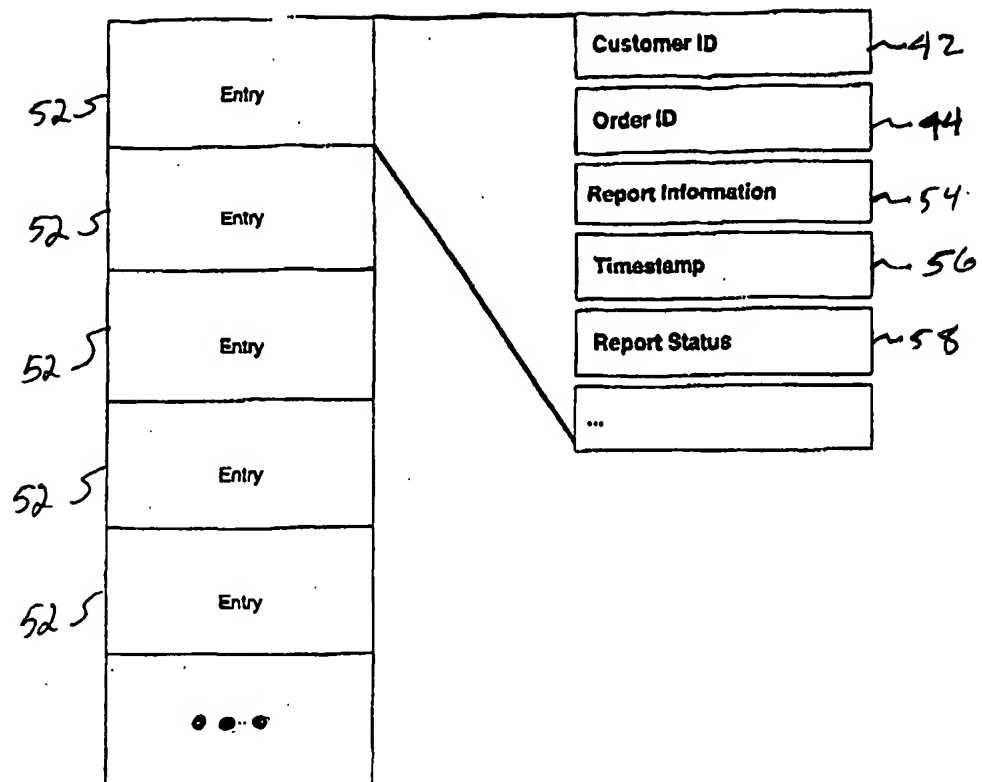 Customer ID 42
52 Entry
Order ID 44
Report Information 54
52 Entry
Timestamp 56
52 Entry
Report Status 58
...
52 Entry
52 Entry
...